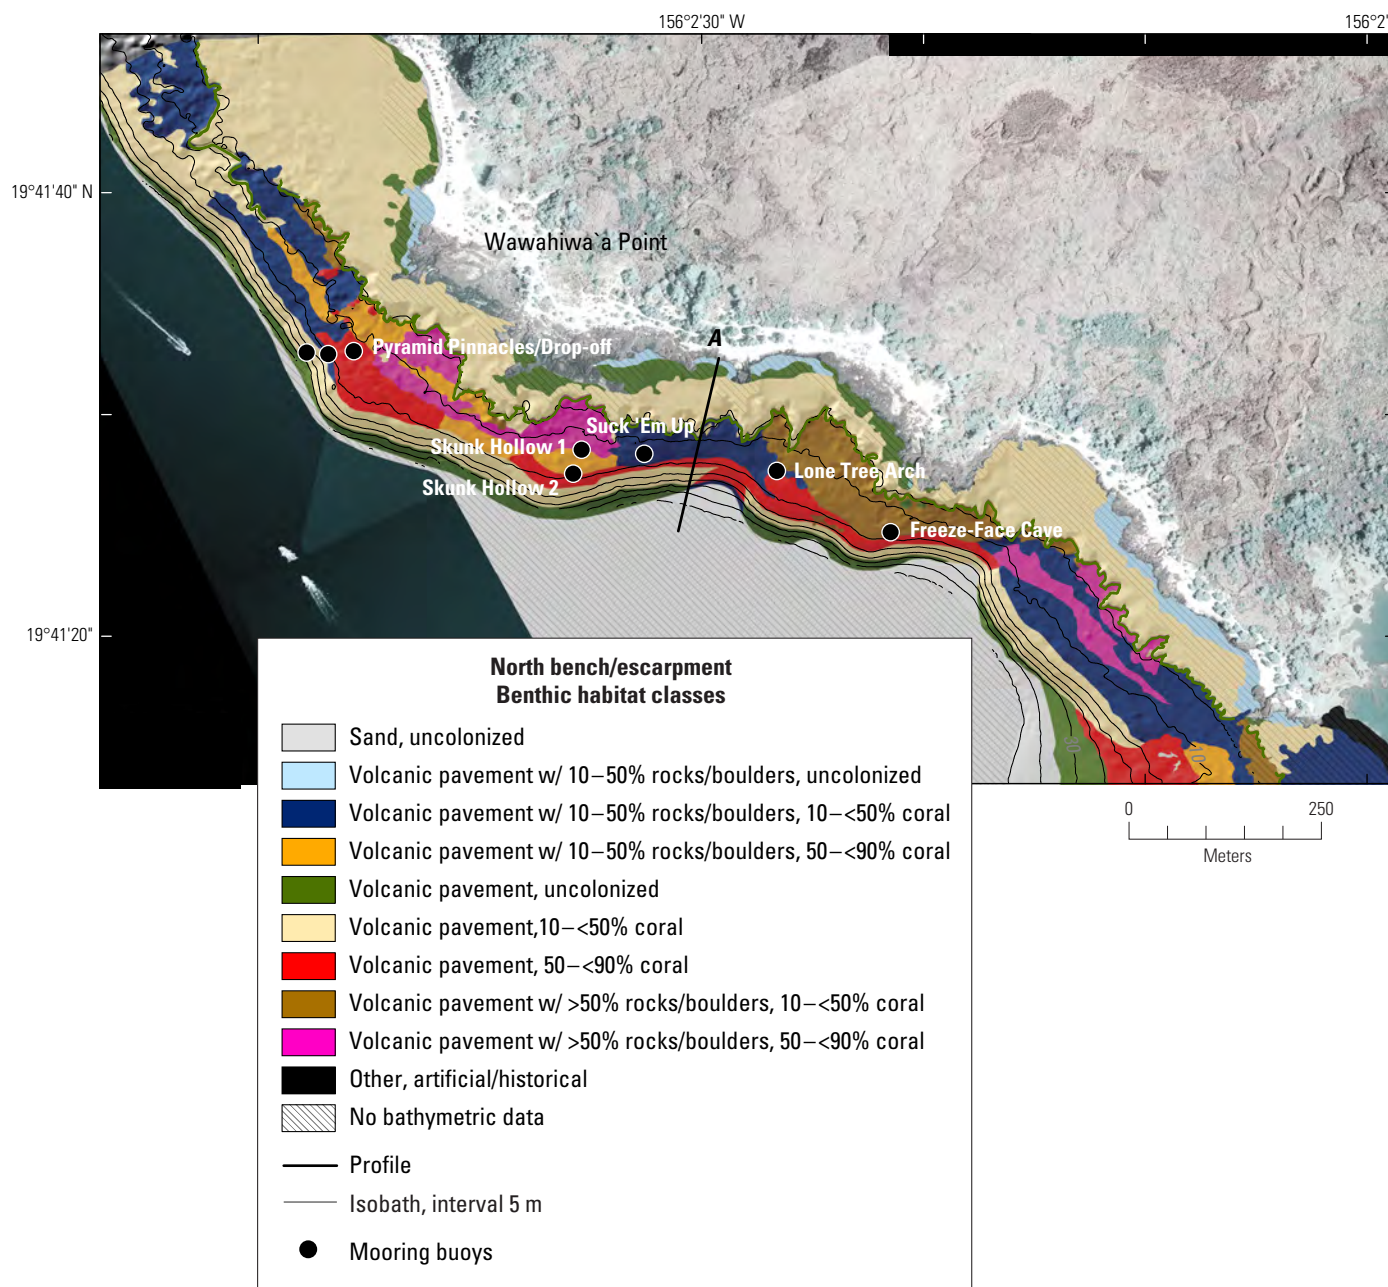 156°2'30" W
156°2'
19°41'40" N
Wawahiwa`a Point
A
Pyramid Pinnacles/Drop-off
Suck 'Em Up
Skunk Hollow 1
Lone Tree Arch
Skunk Hollow 2
Freeze-Face Cave
19°41'20" N
30
10
0 250
Meters
North bench/escarpment
Benthic habitat classes
Sand, uncolonized
Volcanic pavement w/ 10–50% rocks/boulders, uncolonized
Volcanic pavement w/ 10–50% rocks/boulders, 10–<50% coral
Volcanic pavement w/ 10–50% rocks/boulders, 50–<90% coral
Volcanic pavement, uncolonized
Volcanic pavement,10–<50% coral
Volcanic pavement, 50–<90% coral
Volcanic pavement w/ >50% rocks/boulders, 10–<50% coral
Volcanic pavement w/ >50% rocks/boulders, 50–<90% coral
Other, artificial/historical
No bathymetric data
Profile
Isobath, interval 5 m
Mooring buoys